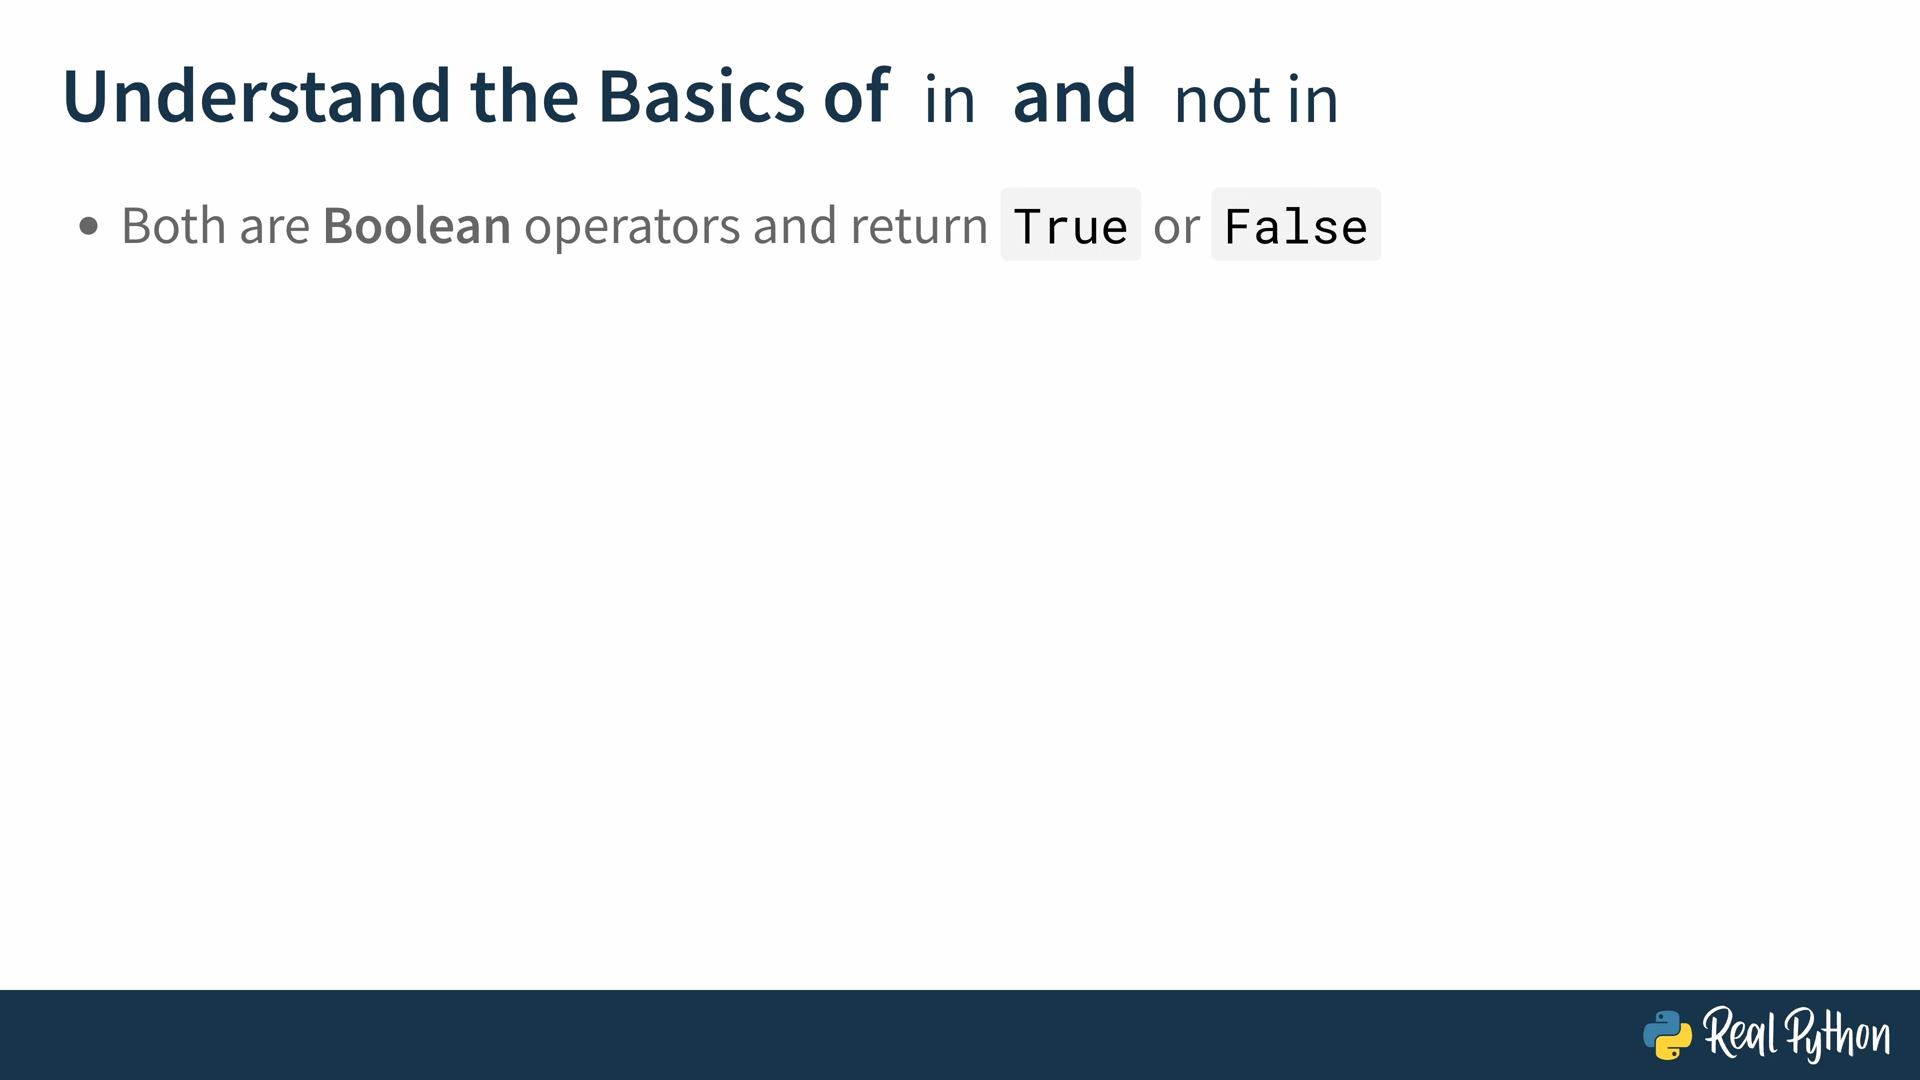 Understand the Basics of in and not in
• Both are Boolean operators and return True or False
Real Python